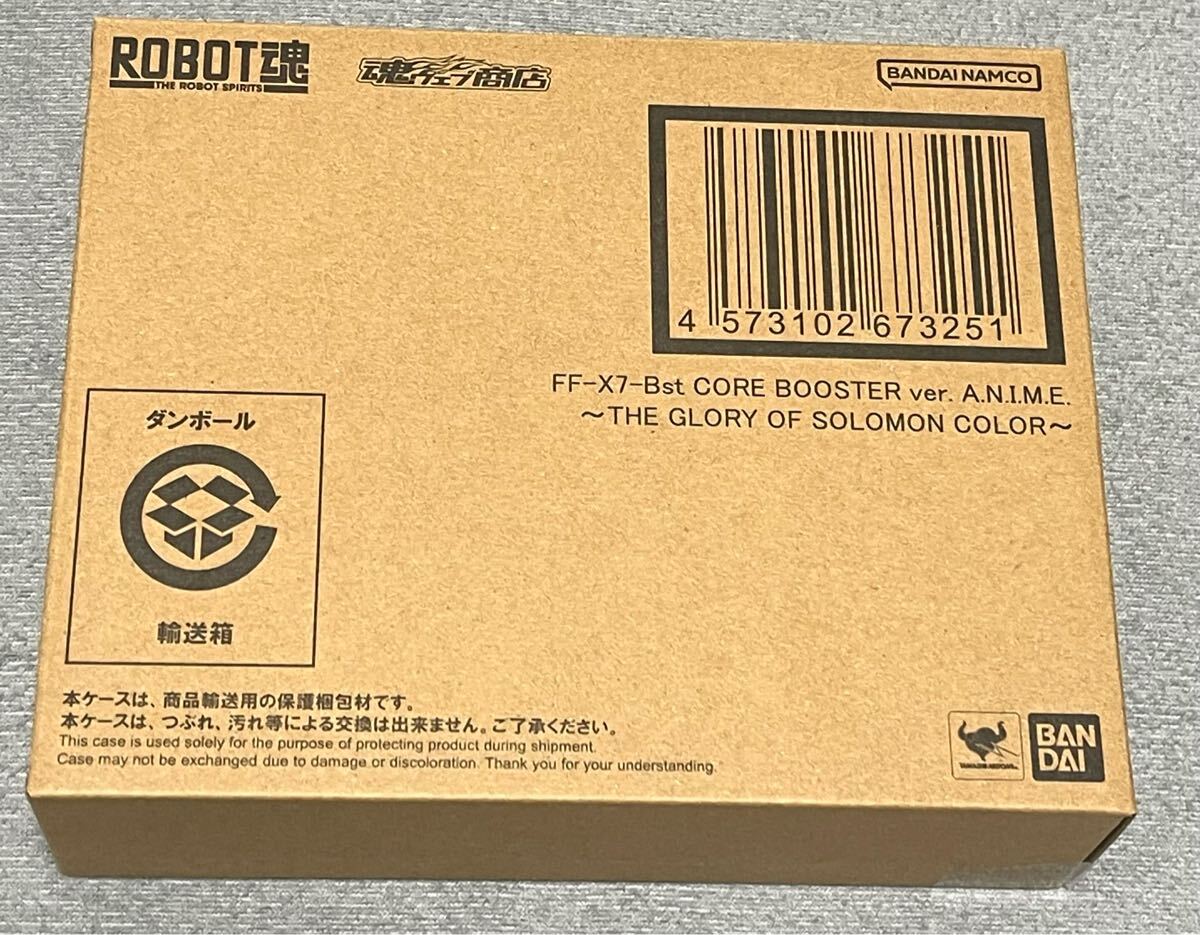 ROBOT魂
THE ROBOT SPIRITS
魂ウェブ商店
BANDAI NAMCO
4 573102 673251
FF-X7-Bst CORE BOOSTER ver. A.N.I.M.E.
～THE GLORY OF SOLOMON COLOR～
ダンボール
輸送箱
本ケースは、商品輸送用の保護梱包材です。
本ケースは、つぶれ、汚れ等による交換は出来ません。ご了承ください。
This case is used solely for the purpose of protecting product during shipment.
Case may not be exchanged due to damage or discoloration. Thank you for your understanding.
BAN
DAI